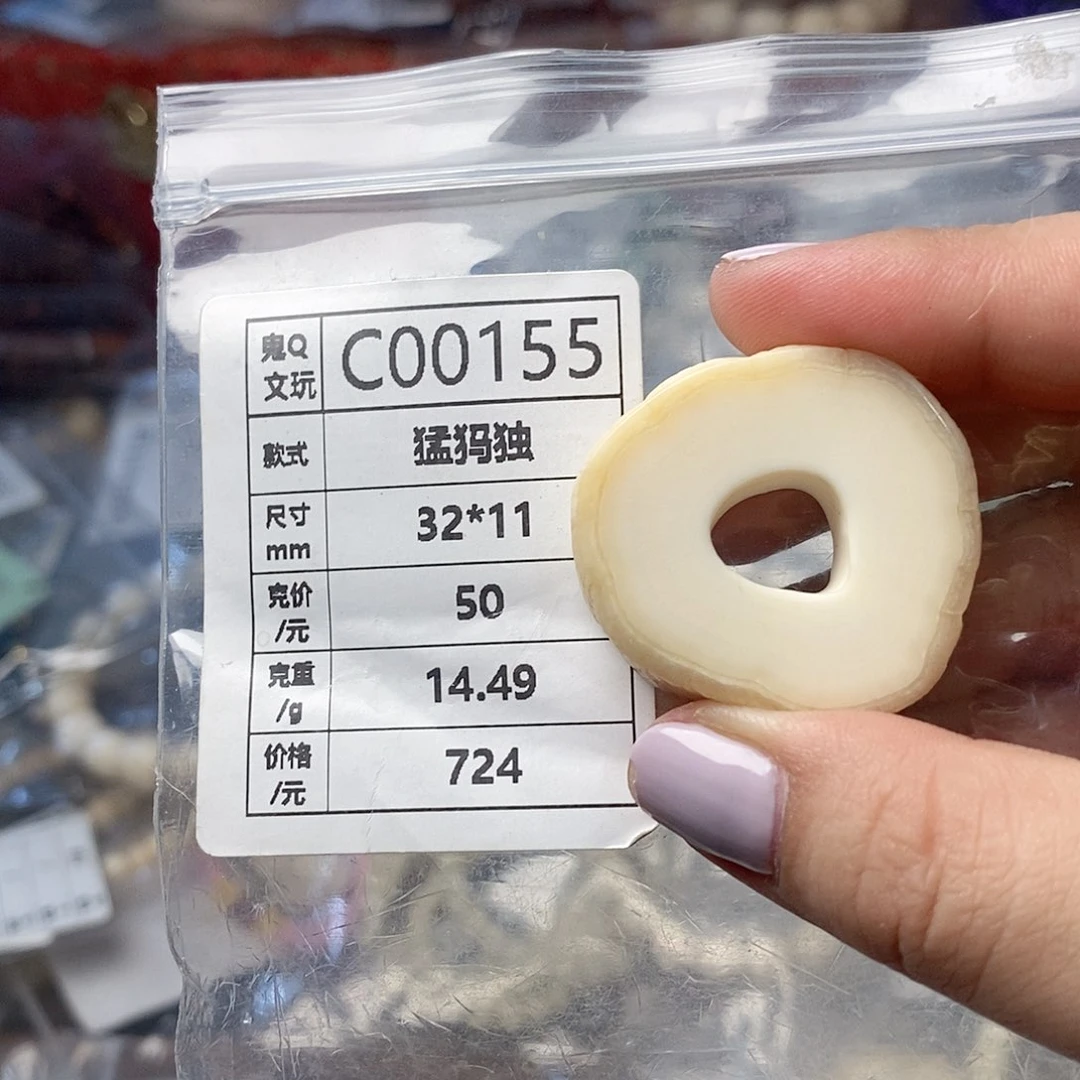 鬼Q
文玩
C00155
款式
猛犸独
尺寸
mm
32*11
克价
/元
50
克重
/g
14.49
价格
/元
724